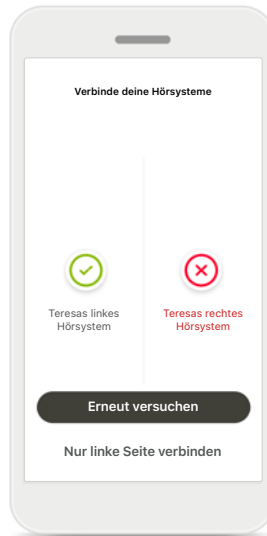 Verbinde deine Hörsysteme
Teresas linkes
Hörsystem
Teresas rechtes
Hörsystem
Erneut versuchen
Nur linke Seite verbinden